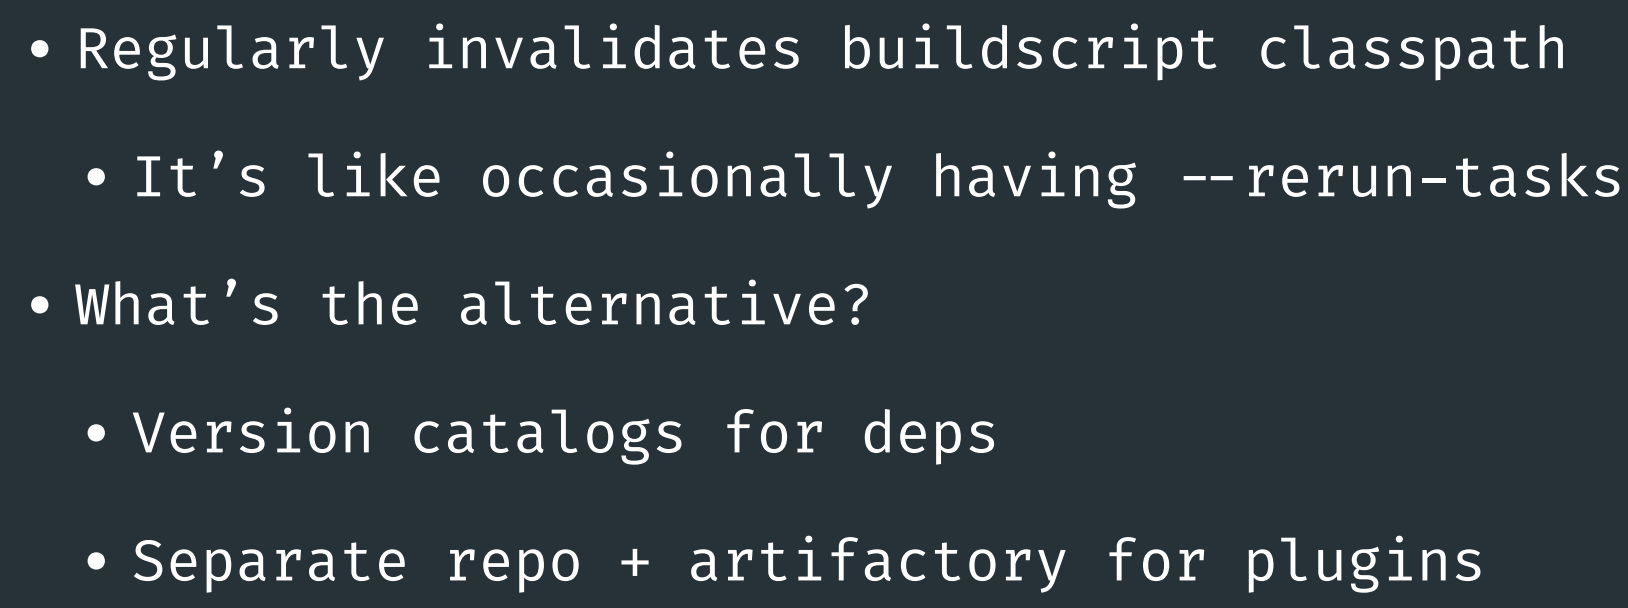 • Regularly invalidates buildscript classpath
• It’s like occasionally having --rerun-tasks
• What’s the alternative?
• Version catalogs for deps
• Separate repo + artifactory for plugins